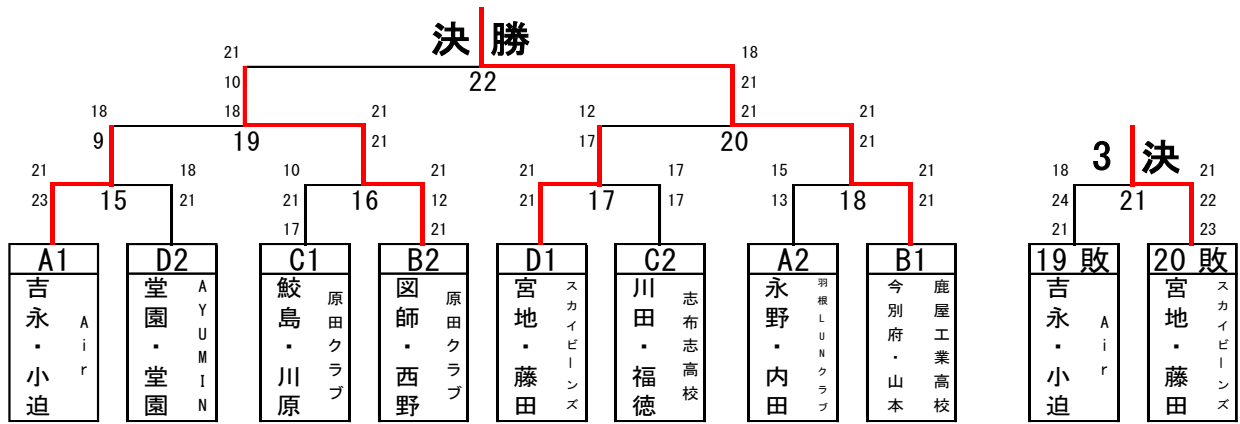 決勝
21
18
22
10
21
18
18
21
12
21
21
9
19
21
17
20
21
21
18
10
21
21
17
15
21
23
15
21
21
16
12
21
17
17
13
18
21
17
21
A1
D2
C1
B2
D1
C2
A2
B1
吉永・小迫
Air
堂園・堂園
AYUMIN
鮫島・川原
原田クラブ
図師・西野
原田クラブ
宮地・藤田
スカイビーンズ
川田・福徳
志布志高校
永野・内田
羽根LUNクラブ
今別府・山本
鹿屋工業高校
3決
18
21
24
21
22
21
23
19敗
20敗
吉永・小迫
Air
宮地・藤田
スカイビーンズ